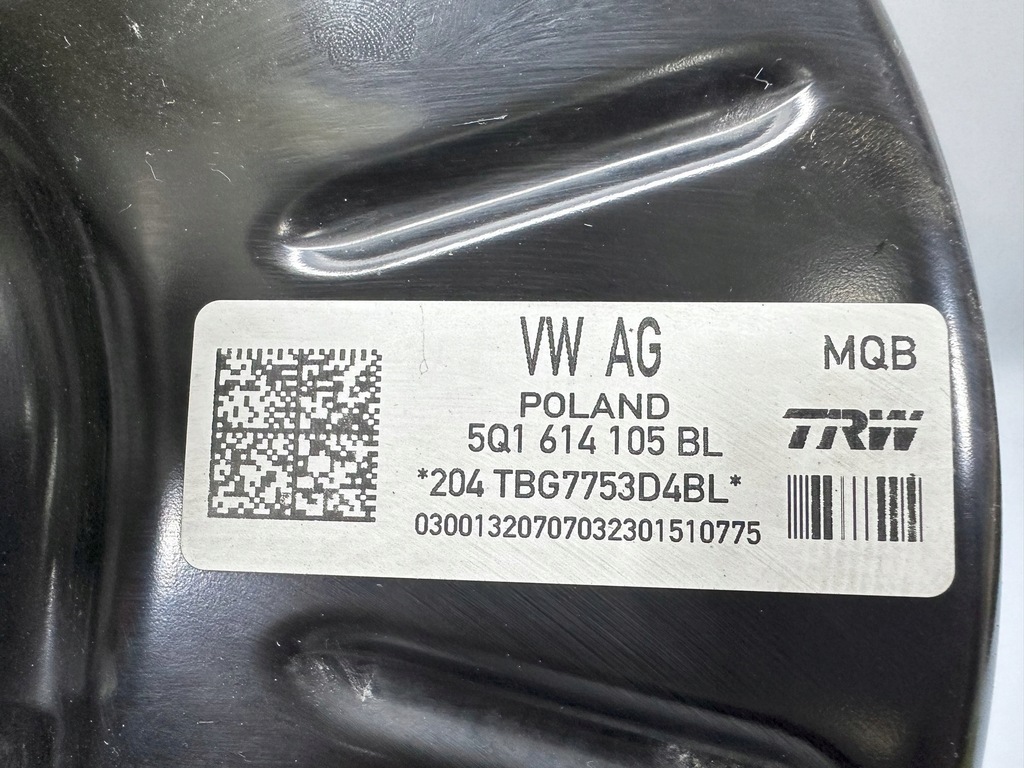 VW AG
MQB
POLAND
TRW
5Q1 614 105 BL
*204 TBG7753D4BL*
03001320707032301510775